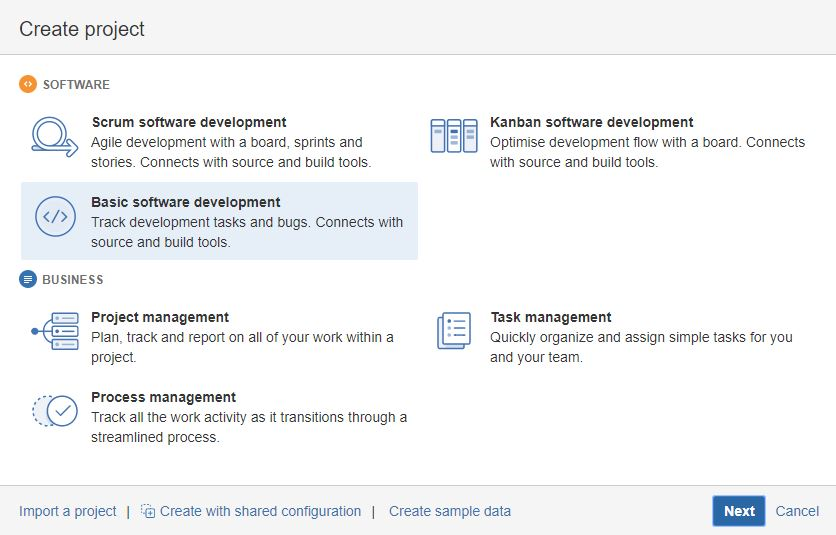 Create project
SOFTWARE
Scrum software development
Agile development with a board, sprints and
stories. Connects with source and build tools.
Kanban software development
Optimise development flow with a board. Connects
with source and build tools.
Basic software development
Track development tasks and bugs. Connects with
source and build tools.
BUSINESS
Project management
Plan, track and report on all of your work within a
project.
Task management
Quickly organize and assign simple tasks for you
and your team.
Process management
Track all the work activity as it transitions through a
streamlined process.
Import a project | Create with shared configuration | Create sample data Next Cancel